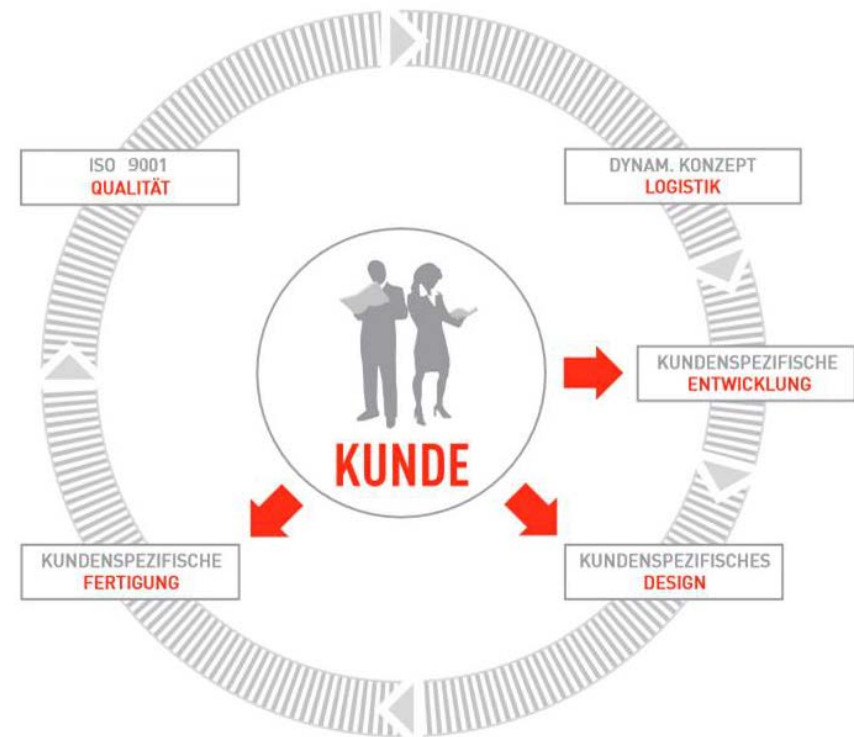 ISO 9001
QUALITÄT
DYNAM. KONZEPT
LOGISTIK
KUNDENSPEZIFISCHE
ENTWICKLUNG
KUNDE
KUNDENSPEZIFISCHE
FERTIGUNG
KUNDENSPEZIFISCHES
DESIGN